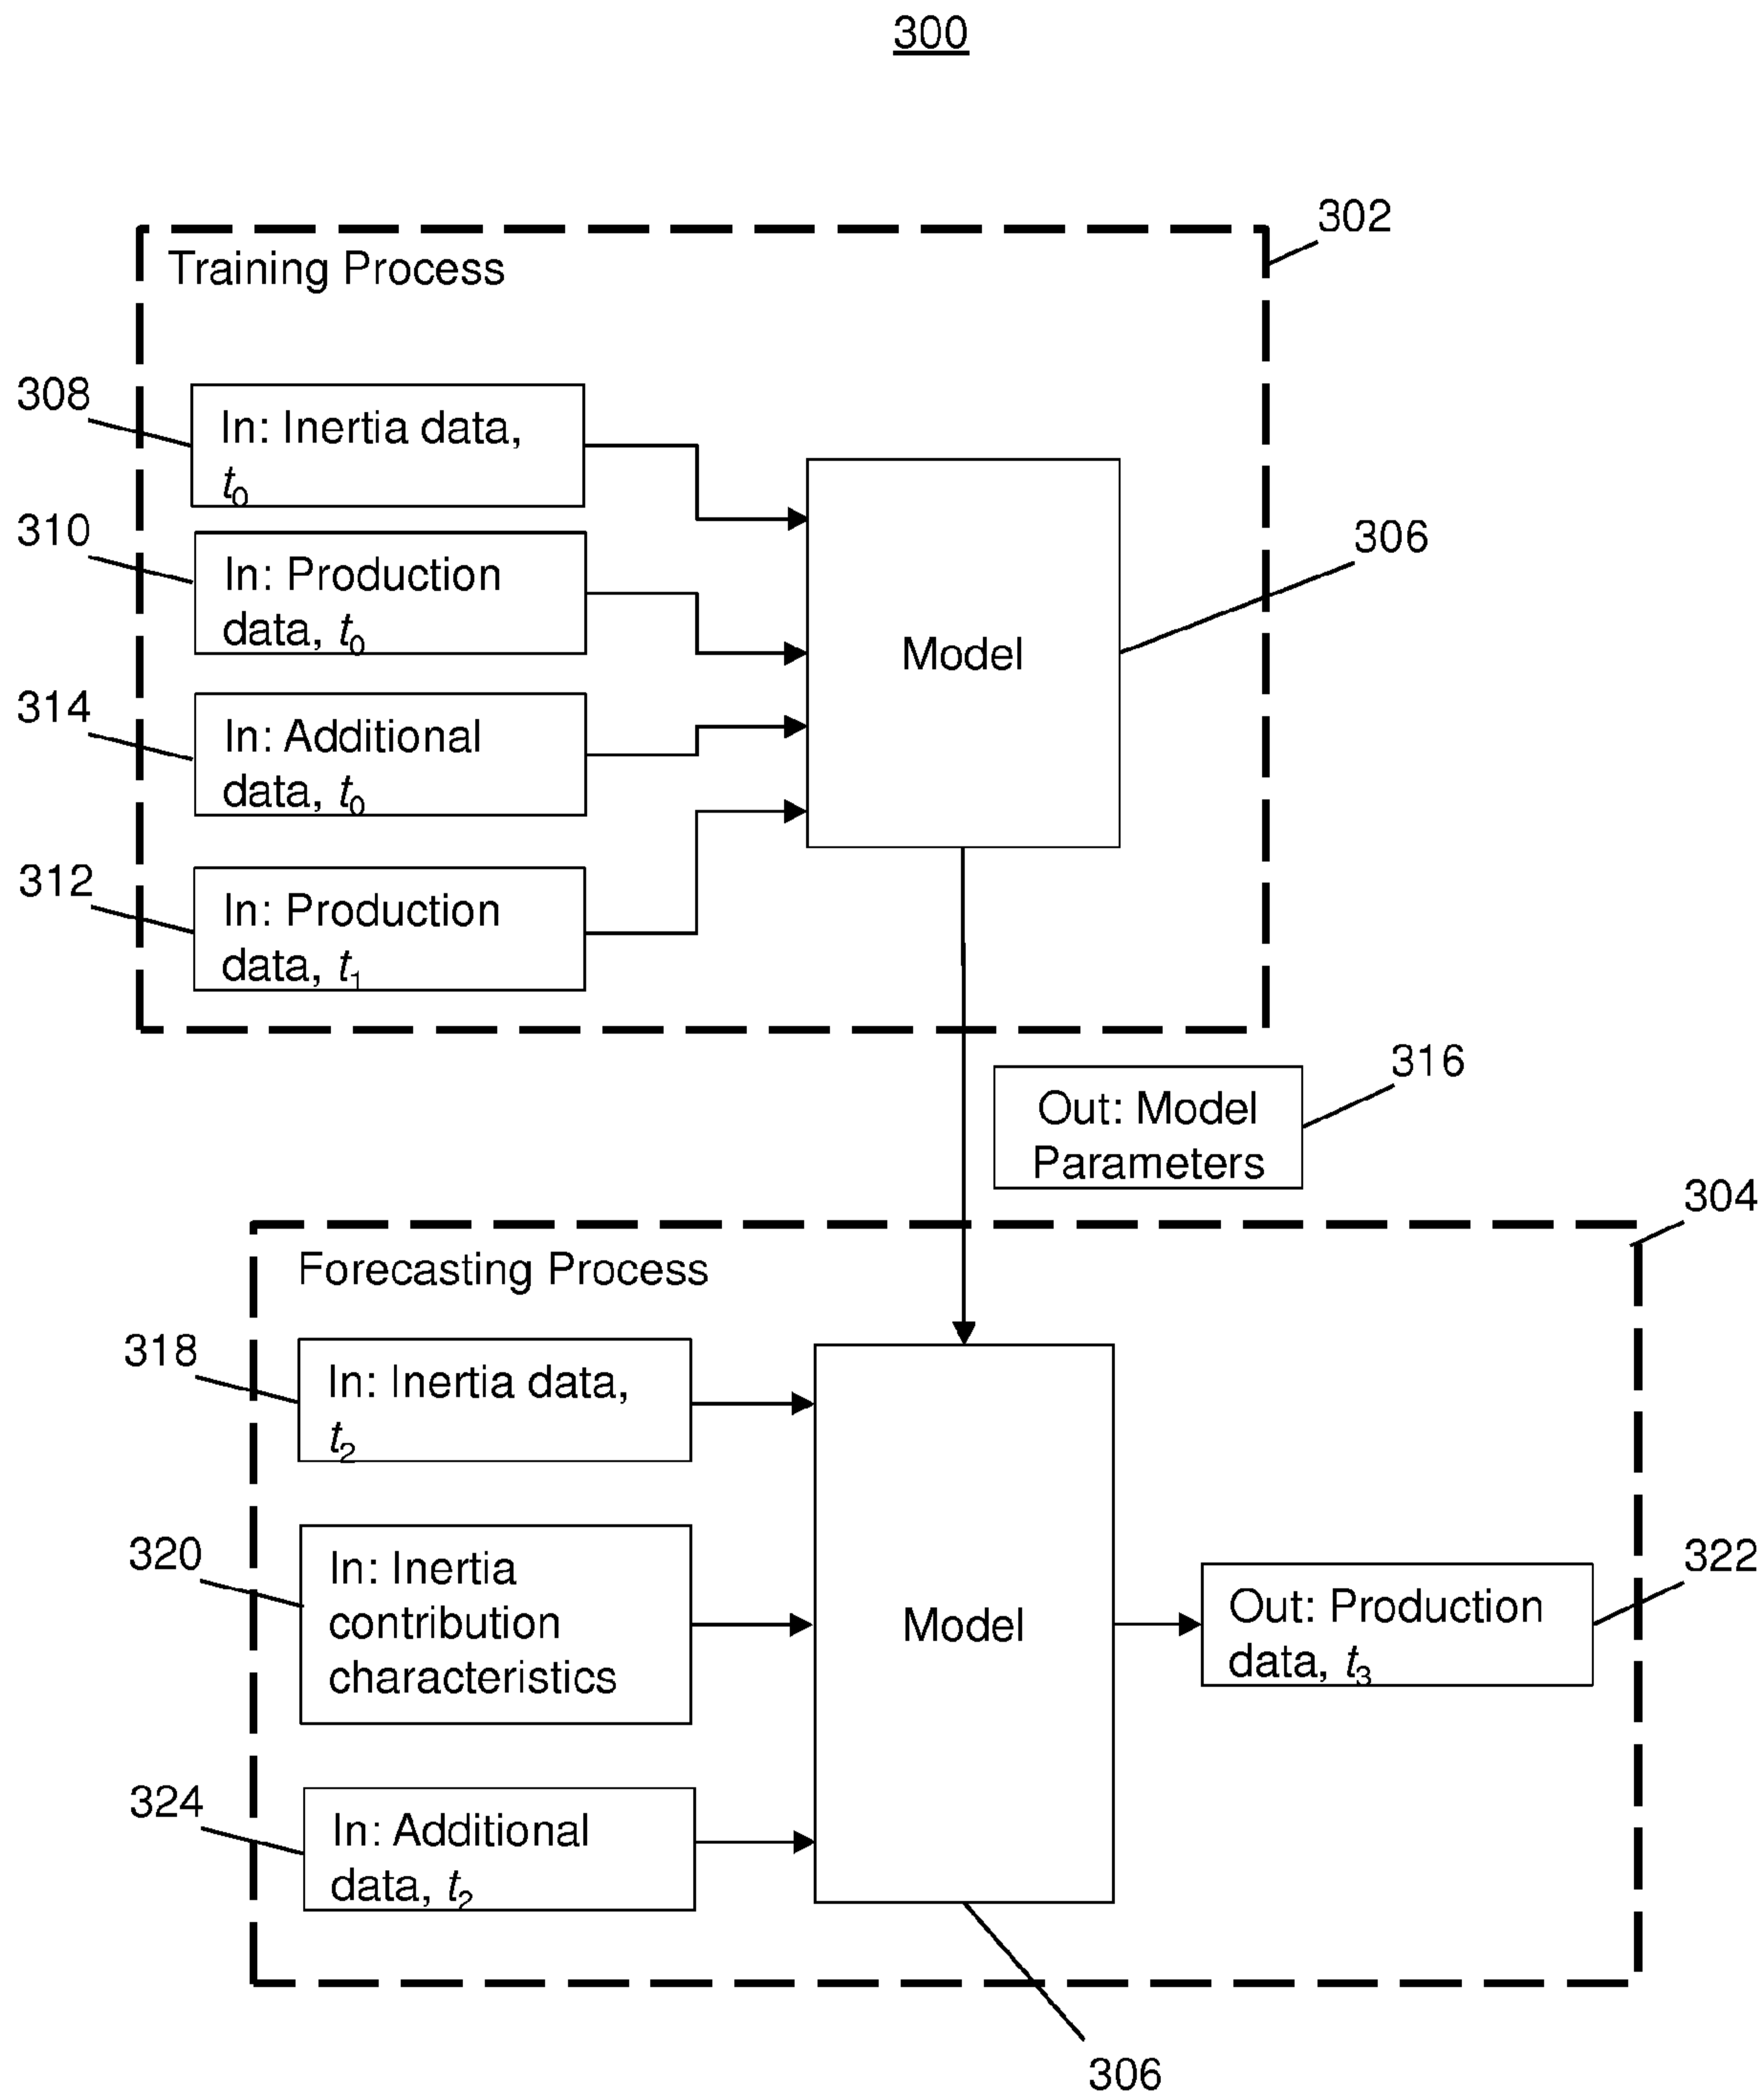 300
302
Training Process
308
In: Inertia data,
t0
310
In: Production
data, t0
306
Model
314
In: Additional
data, t0
312
In: Production
data, t1
316
Out: Model
Parameters
304
Forecasting Process
318
In: Inertia data,
t2
320
In: Inertia
contribution
characteristics
Model
322
Out: Production
data, t3
324
In: Additional
data, t2
306